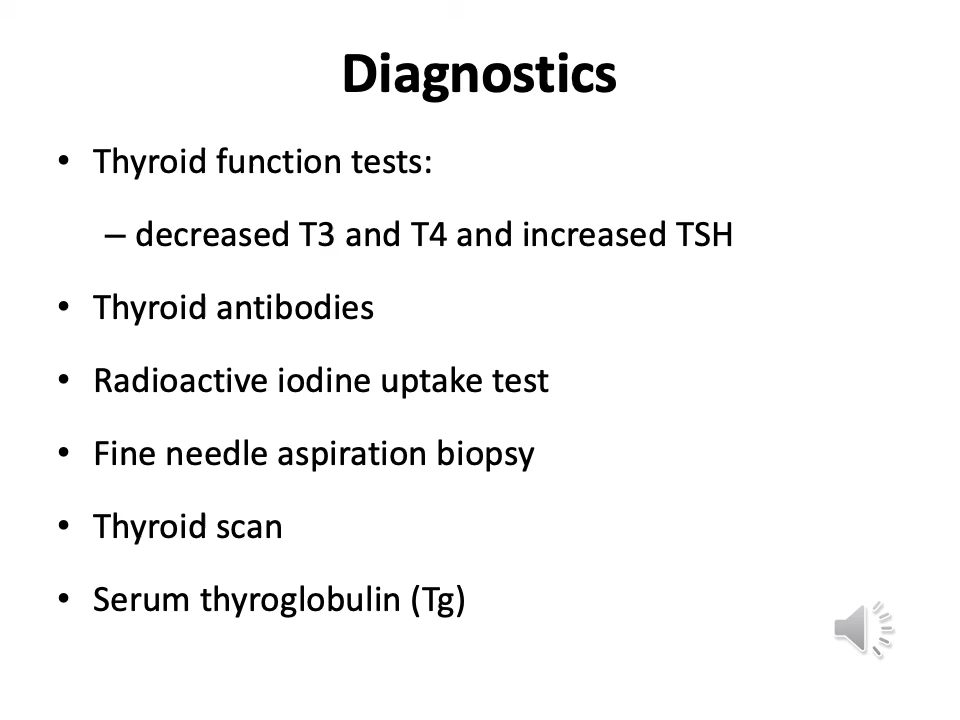 Diagnostics
• Thyroid function tests:
– decreased T3 and T4 and increased TSH
• Thyroid antibodies
• Radioactive iodine uptake test
• Fine needle aspiration biopsy
• Thyroid scan
• Serum thyroglobulin (Tg)